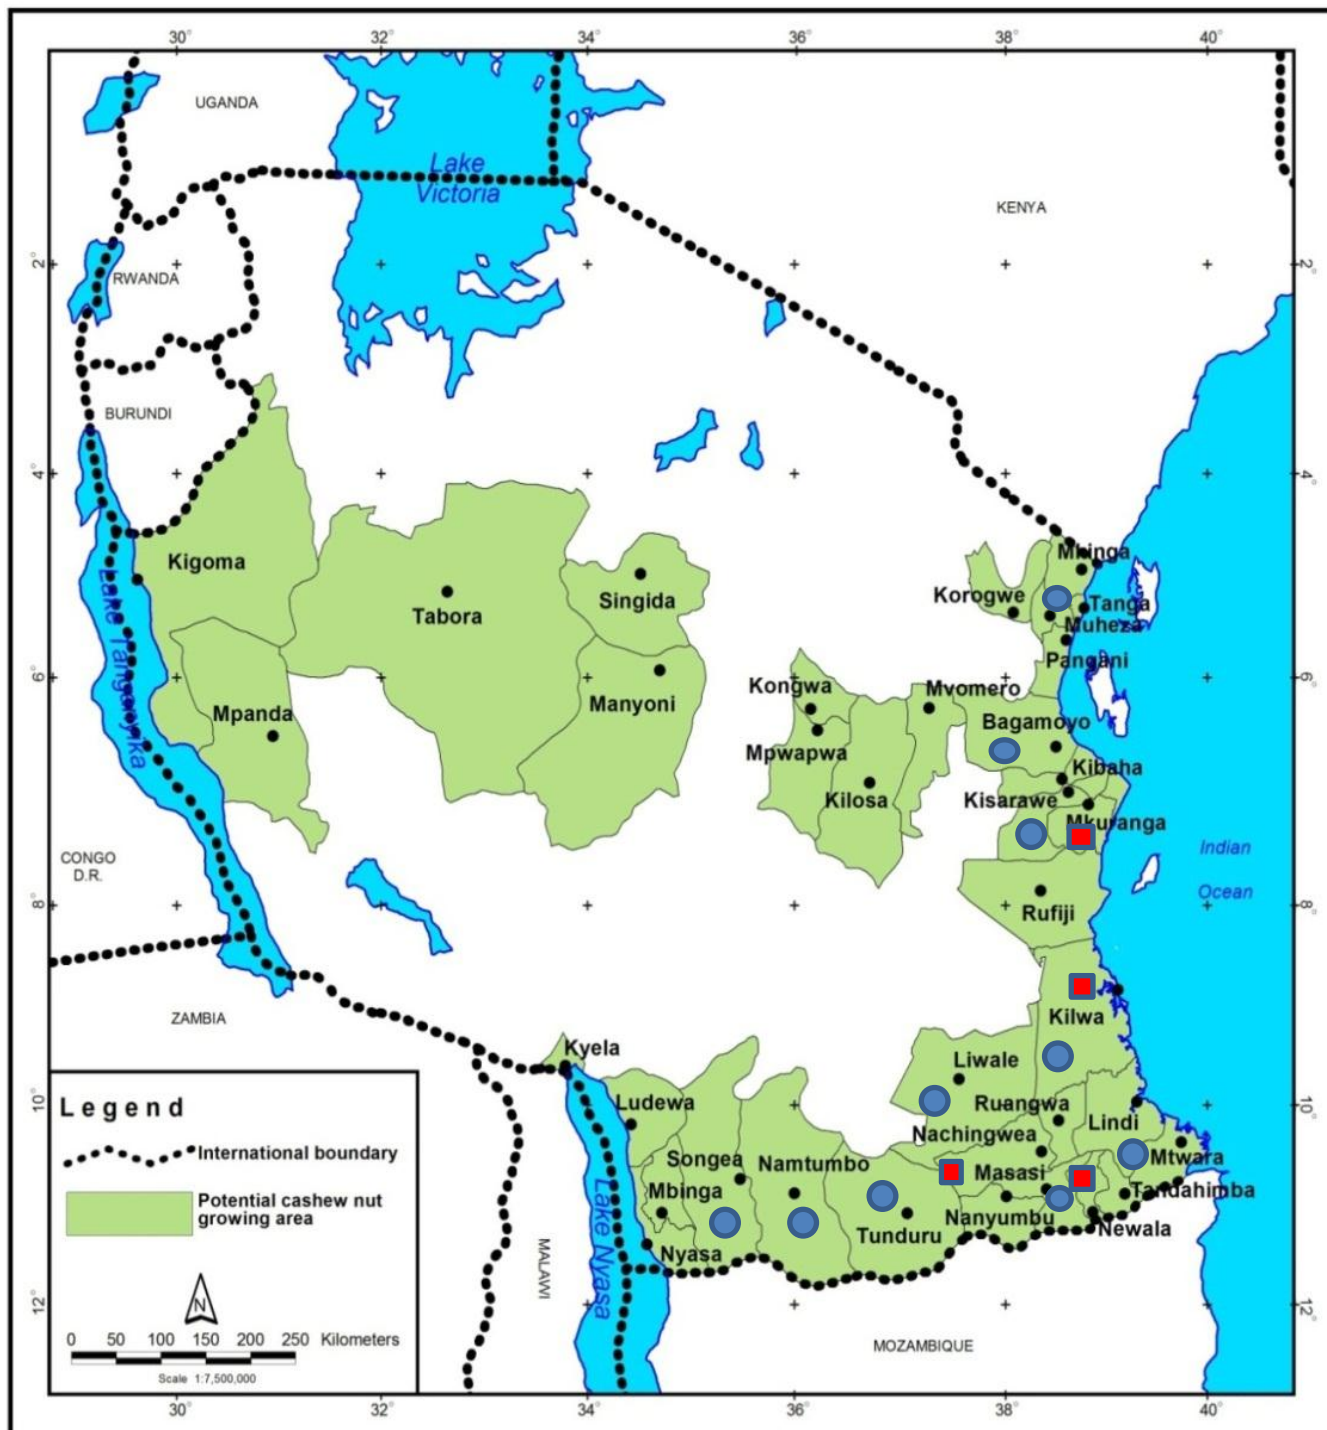 30° 32° 34° 36° 38° 40°
UGANDA
Lake
Victoria
KENYA
2° 2°
RWANDA
BURUNDI
4° 4°
Kigoma
Tabora
Singida
Manyoni
Mpanda
Lake Tanganyika
Mkinga
Korogwe
Tanga
Muheza
Pangani
6° 6°
Kongwa
Mvomero
Bagamoyo
Mpwapwa
Kibaha
Kilosa
Kisarawe
Mkuranga
Indian
Ocean
CONGO
D.R.
8° 8°
Rufiji
ZAMBIA
Kilwa
Kyela
Liwale
10° 10°
Ludewa
Ruangwa
Lindi
Nachingwea
Songea
Namtumbo
Masasi
Mtwara
Mbinga
Tandahimba
Nanyumbu
Newala
Tunduru
Nyasa
Lake Nyasa
MALAWI
12° 12°
MOZAMBIQUE
Legend
International boundary
Potential cashew nut
growing area
N
0 50 100 150 200 250 Kilometers
Scale 1:7,500,000
30° 32° 34° 36° 38° 40°